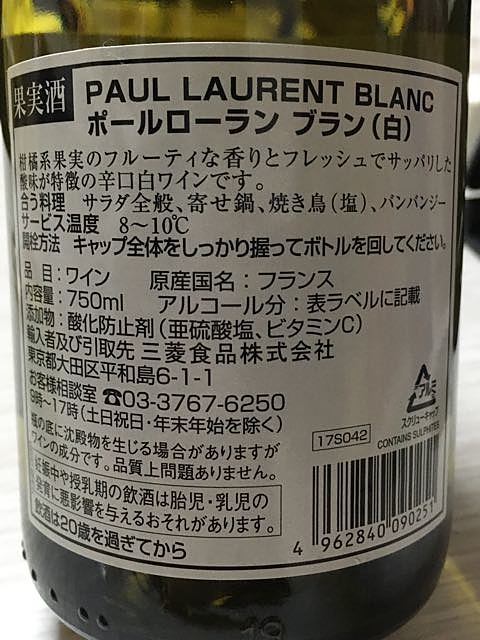 果実酒 PAUL LAURENT BLANC
ポールローラン ブラン(白)
柑橘系果実のフルーティな香りとフレッシュでサッパリした
酸味が特徴の辛口白ワインです。
合う料理 サラダ全般、寄せ鍋、焼き鳥(塩)、バンバンジー
サービス温度 8～10℃
開栓方法 キャップ全体をしっかり握ってボトルを回してください。
品目:ワイン 原産国名:フランス
内容量:750ml アルコール分:表ラベルに記載
添加物:酸化防止剤(亜硫酸塩、ビタミンC)
輸入者及び引取先 三菱食品株式会社
東京都大田区平和島6-1-1
お客様相談室 ☎03-3767-6250
9時～17時(土日祝日・年末年始を除く)
瓶の底に沈殿物を生じる場合がありますが
ワインの成分です。品質上問題ありません。
妊娠中や授乳期の飲酒は胎児・乳児の
発育に悪影響を与えるおそれがあります。
飲酒は20歳を過ぎてから
アルミ
スクリューキャップ
17S042
CONTAINS SULPHITES
4 962840 090251